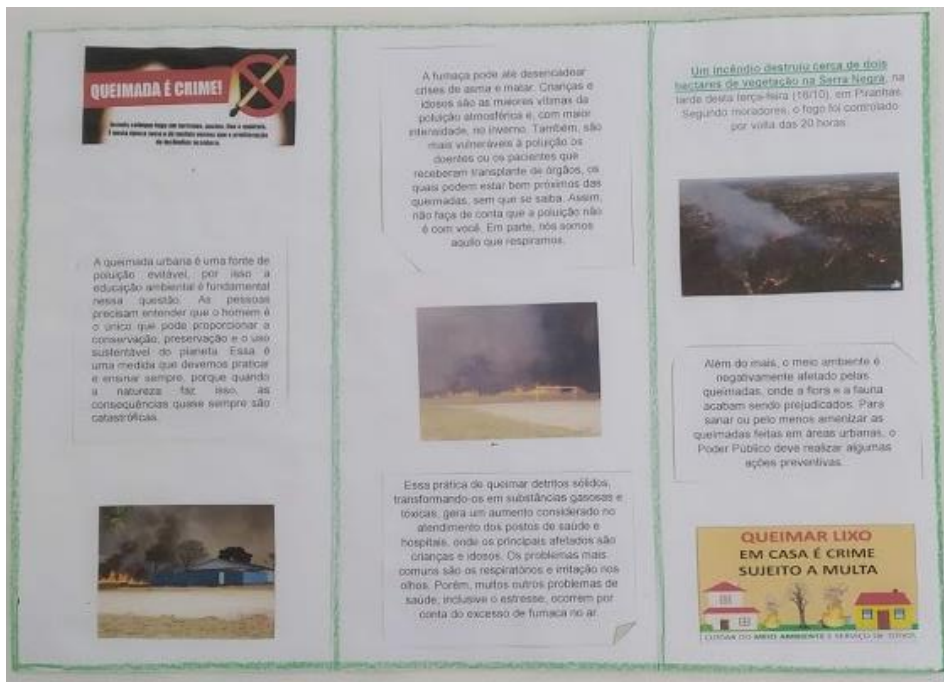 QUEIMADA É CRIME!
A queimada urbana é uma fonte de
poluição evitável, por isso a
educação ambiental é fundamental
nessa questão. As pessoas
precisam entender que o homem é
o único que pode proporcionar a
conservação, preservação e o uso
sustentável do planeta. Essa é
uma medida que devemos praticar
e ensinar sempre, porque quando
a natureza faz isso, as
consequências quase sempre são
catastróficas.
A fumaça pode até desencadear
crises de asma e matar. Crianças e
idosos são as maiores vítimas da
poluição atmosférica e, com maior
intensidade, no inverno. Também, são
mais vulneráveis à poluição os
doentes ou os pacientes que
receberam transplante de órgãos, os
quais podem estar bem próximos das
queimadas, sem que se saiba. Assim,
não faça de conta que a poluição não
é com você. Em parte, nós somos
aquilo que respiramos.
Essa prática de queimar detritos sólidos,
transformando-os em substâncias gasosas e
tóxicas, gera um aumento considerado no
atendimento dos postos de saúde e
hospitais, onde os principais afetados são
crianças e idosos. Os problemas mais
comuns são os respiratórios e irritação nos
olhos. Porém, muitos outros problemas de
saúde, inclusive o estresse, ocorrem por
conta do excesso de fumaça no ar.
Um incêndio destruiu cerca de dois
hectares de vegetação na Serra Negra, na
tarde desta terça-feira (16/10), em Piranhas.
Segundo moradores, o fogo foi controlado
por volta das 20 horas.
Além do mais, o meio ambiente é
negativamente afetado pelas
queimadas, onde a flora e a fauna
acabam sendo prejudicados. Para
sanar ou pelo menos amenizar as
queimadas feitas em áreas urbanas, o
Poder Público deve realizar algumas
ações preventivas.
QUEIMAR LIXO
EM CASA É CRIME
SUJEITO A MULTA
CUIDAR DO MEIO AMBIENTE É SERVIÇO DE TODOS